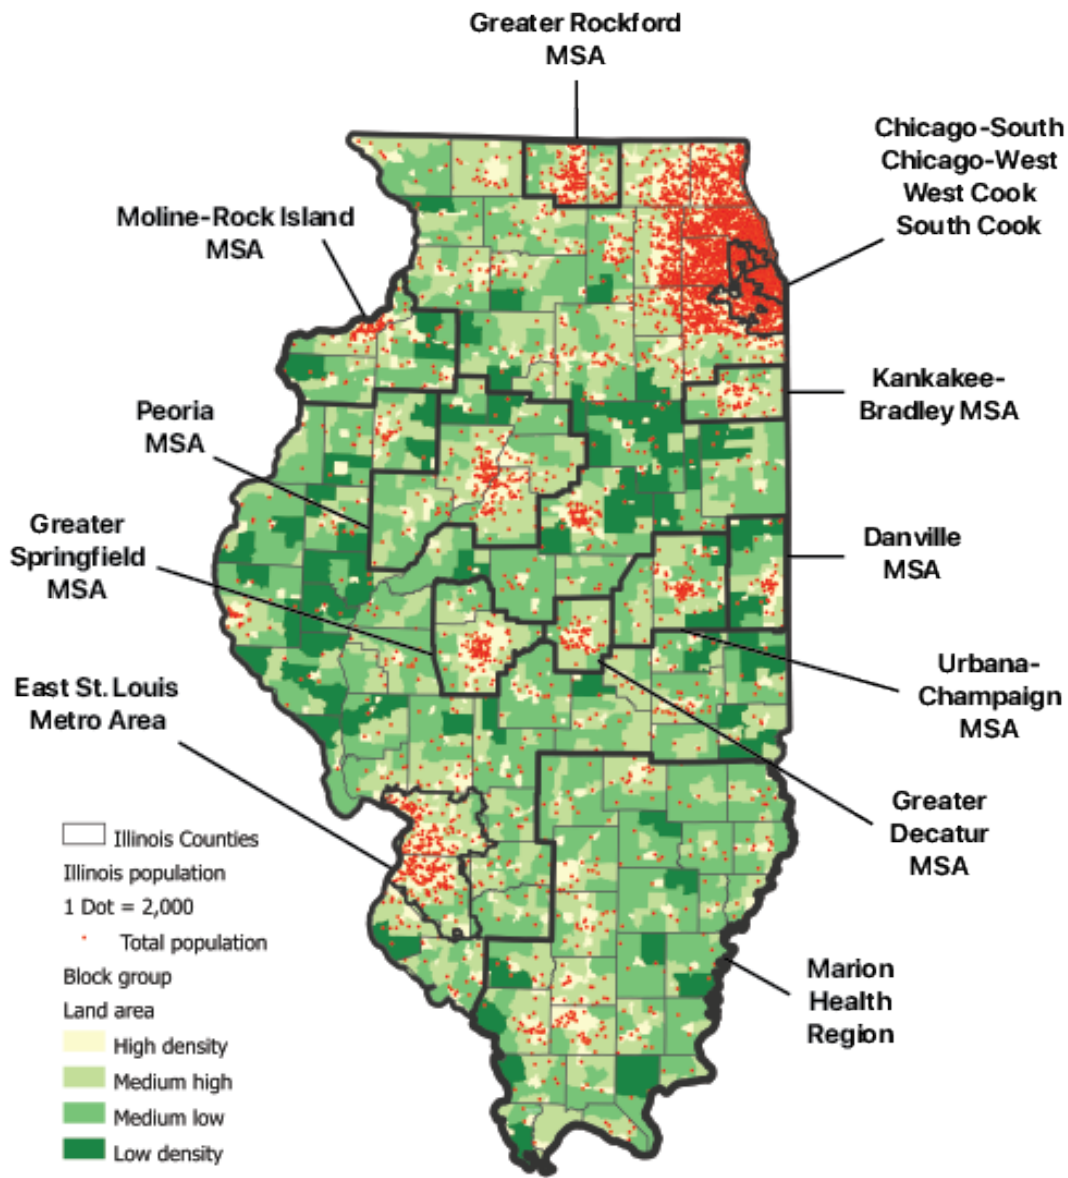 Greater Rockford
MSA
Chicago-South
Chicago-West
West Cook
South Cook
Moline-Rock Island
MSA
Kankakee-
Bradley MSA
Peoria
MSA
Greater
Springfield
MSA
Danville
MSA
Urbana-
Champaign
MSA
East St. Louis
Metro Area
Greater
Decatur
MSA
Marion
Health
Region
Illinois Counties
Illinois population
1 Dot = 2,000
Total population
Block group
Land area
High density
Medium high
Medium low
Low density